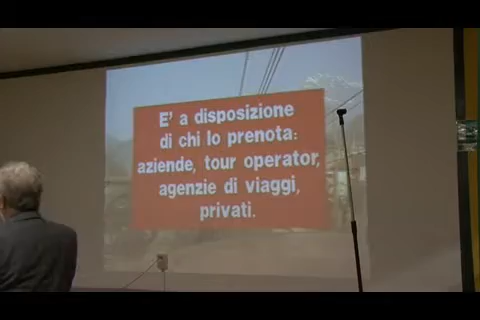 E' a disposizione
di chi lo prenota:
aziende, tour operator,
agenzie di viaggi,
privati.